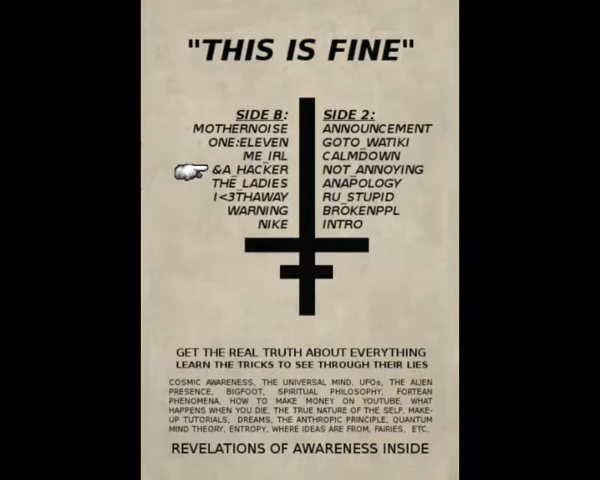 "THIS IS FINE"
SIDE B:
MOTHERNOISE
ONE:ELEVEN
ME_IRL
&A_HACKER
THE_LADIES
I<3THAWAY
WARNING
NIKE
SIDE 2:
ANNOUNCEMENT
GOTO_WATIKI
CALMDOWN
NOT_ANNOYING
ANAPOLOGY
RU_STUPID
BROKENPPL
INTRO
GET THE REAL TRUTH ABOUT EVERYTHING
LEARN THE TRICKS TO SEE THROUGH THEIR LIES
COSMIC AWARENESS, THE UNIVERSAL MIND, UFOs, THE ALIEN
PRESENCE, BIGFOOT, SPIRITUAL PHILOSOPHY, FORTEAN
PHENOMENA, HOW TO MAKE MONEY ON YOUTUBE, WHAT
HAPPENS WHEN YOU DIE, THE TRUE NATURE OF THE SELF, MAKE-
UP TUTORIALS, DREAMS, THE ANTHROPIC PRINCIPLE, QUANTUM
MIND THEORY, ENTROPY, WHERE IDEAS ARE FROM, FAIRIES, ETC.
REVELATIONS OF AWARENESS INSIDE